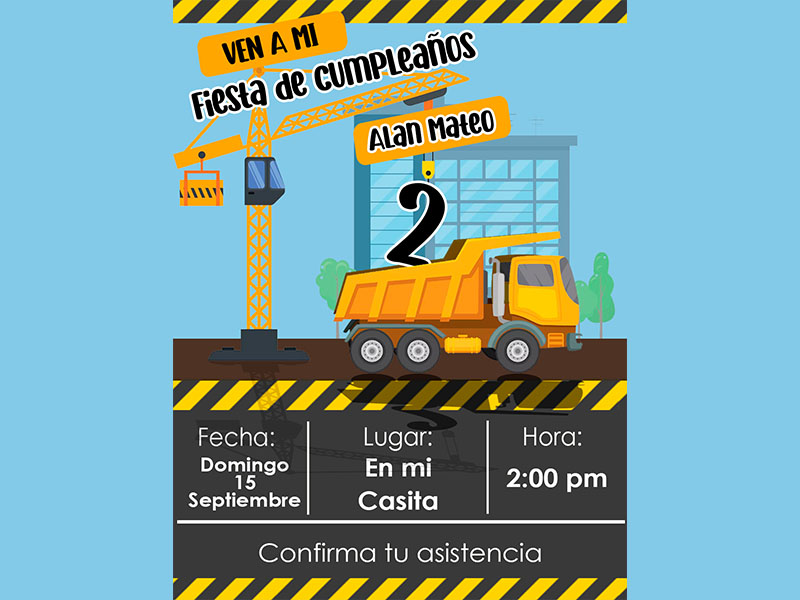 VEN A MI
Fiesta de cumpleaños
Alan Mateo
2
Fecha:
Domingo
15
Septiembre
Lugar:
En mi
Casita
Hora:
2:00 pm
Confirma tu asistencia